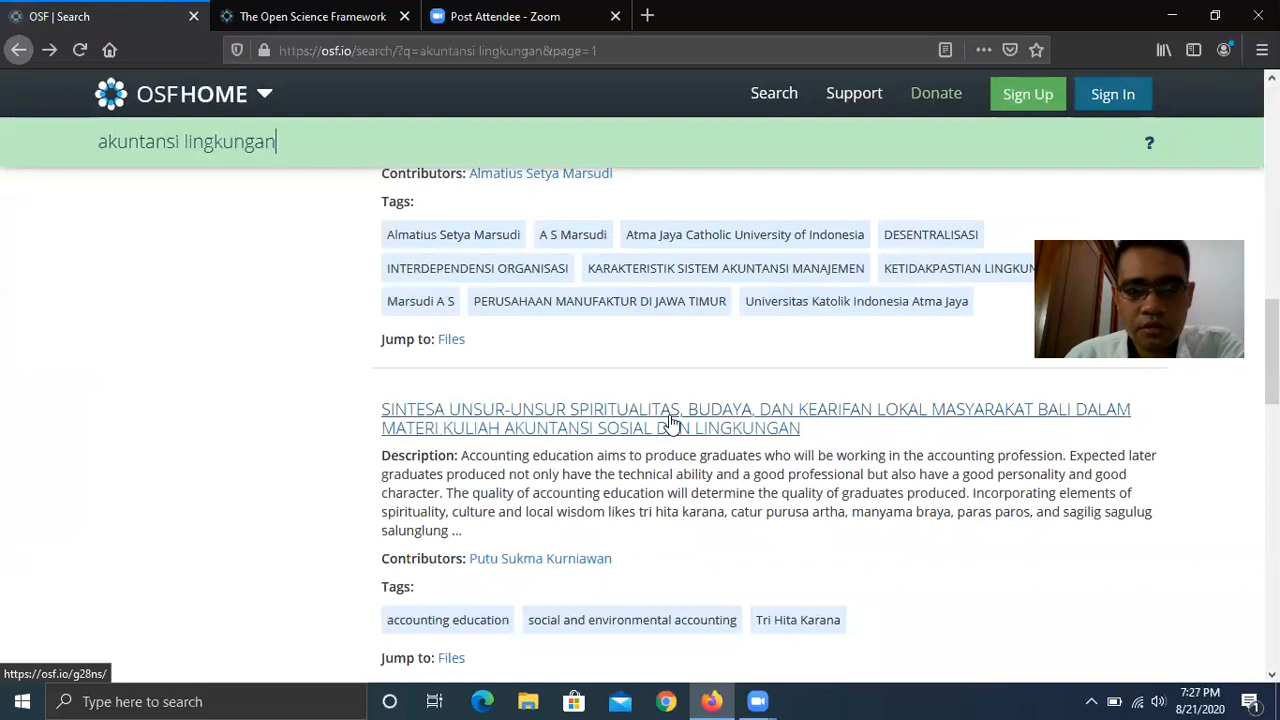 OSF | Search
The Open Science Framework
Post Attendee - Zoom
https://osf.io/search/?q=akuntansi lingkungan&page=1
OSFHOME
Search
Support
Donate
Sign Up
Sign In
akuntansi lingkungan
?
Contributors: Almatius Setya Marsudi
Tags:
Almatius Setya Marsudi
A S Marsudi
Atma Jaya Catholic University of Indonesia
DESENTRALISASI
INTERDEPENDENSI ORGANISASI
KARAKTERISTIK SISTEM AKUNTANSI MANAJEMEN
KETIDAKPASTIAN LINGKUN
Marsudi A S
PERUSAHAAN MANUFAKTUR DI JAWA TIMUR
Universitas Katolik Indonesia Atma Jaya
Jump to: Files
SINTESA UNSUR-UNSUR SPIRITUALITAS, BUDAYA, DAN KEARIFAN LOKAL MASYARAKAT BALI DALAM
MATERI KULIAH AKUNTANSI SOSIAL DAN LINGKUNGAN
Description: Accounting education aims to produce graduates who will be working in the accounting profession. Expected later
graduates produced not only have the technical ability and a good professional but also have a good personality and good
character. The quality of accounting education will determine the quality of graduates produced. Incorporating elements of
spirituality, culture and local wisdom likes tri hita karana, catur purusa artha, manyama braya, paras paros, and sagilig sagulug
salunglung ...
Contributors: Putu Sukma Kurniawan
Tags:
accounting education
social and environmental accounting
Tri Hita Karana
Jump to: Files
https://osf.io/g28ns/
Type here to search
7:27 PM
8/21/2020
1